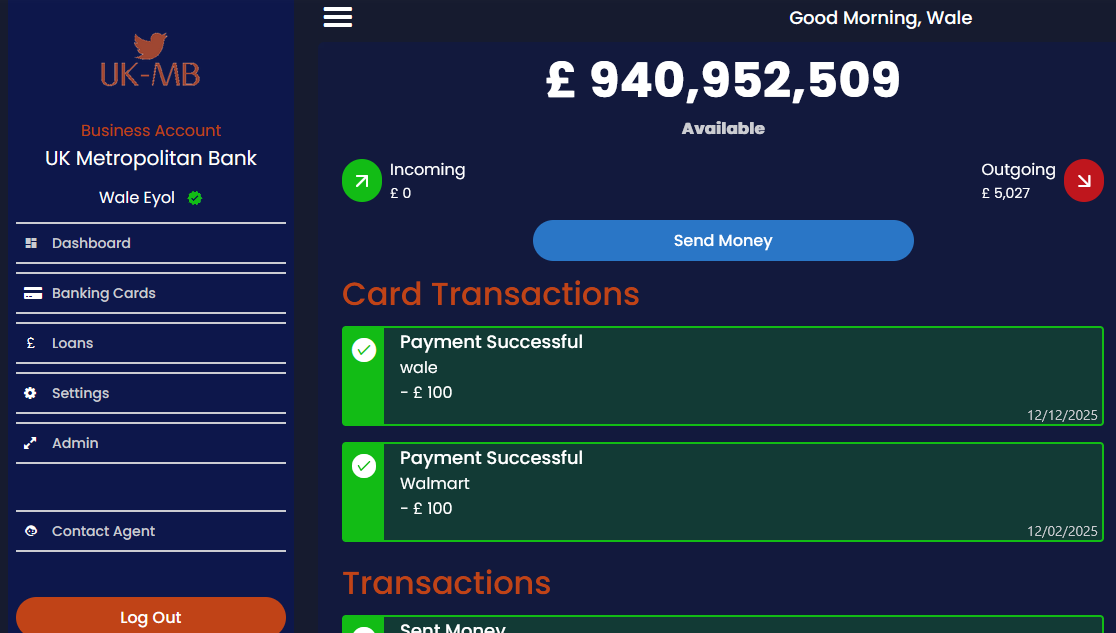 UK-MB
Business Account
UK Metropolitan Bank
Wale Eyol
Dashboard
Banking Cards
£ Loans
Settings
Admin
Contact Agent
Log Out
Good Morning, Wale
£ 940,952,509
Available
Incoming
£ 0
Outgoing
£ 5,027
Send Money
Card Transactions
Payment Successful
wale
- £ 100
12/12/2025
Payment Successful
Walmart
- £ 100
12/02/2025
Transactions
Sent Money